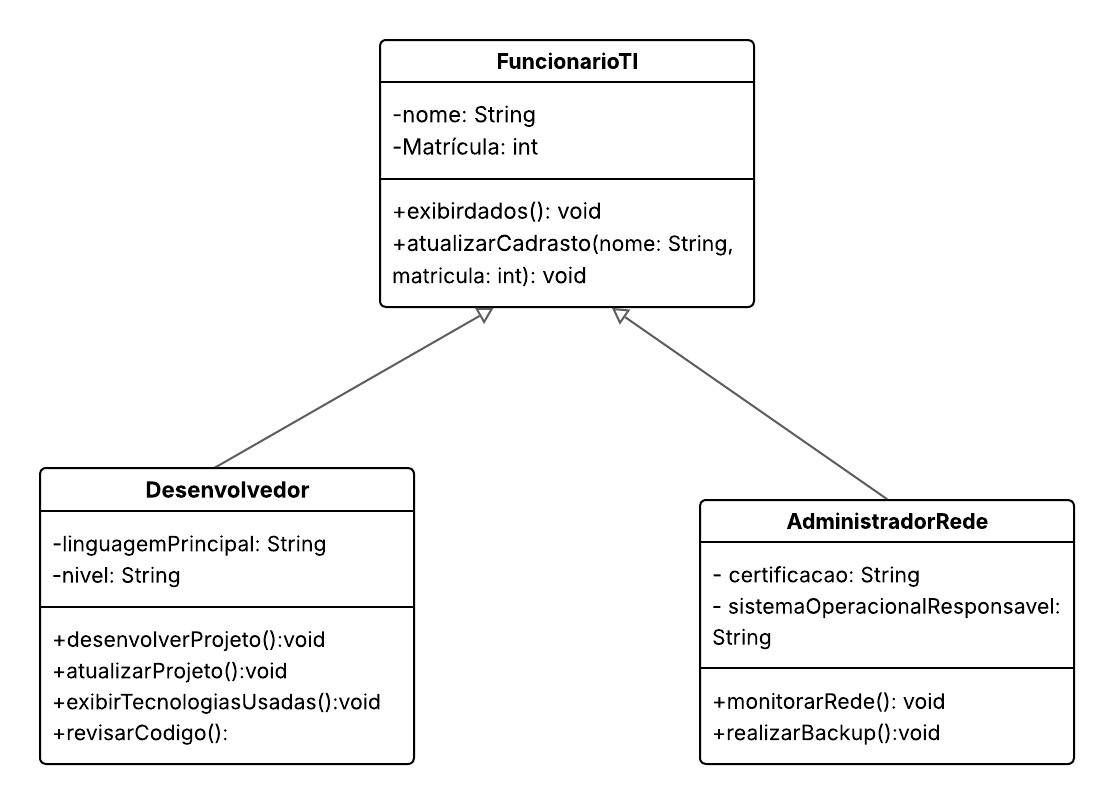 FuncionarioTI
-nome: String
-Matrícula: int
+exibirdados(): void
+atualizarCadrasto(nome: String,
matricula: int): void
Desenvolvedor
-linguagemPrincipal: String
-nivel: String
+desenvolverProjeto():void
+atualizarProjeto():void
+exibirTecnologiasUsadas():void
+revisarCodigo():
AdministradorRede
- certificacao: String
- sistemaOperacionalResponsavel:
String
+monitorarRede(): void
+realizarBackup():void